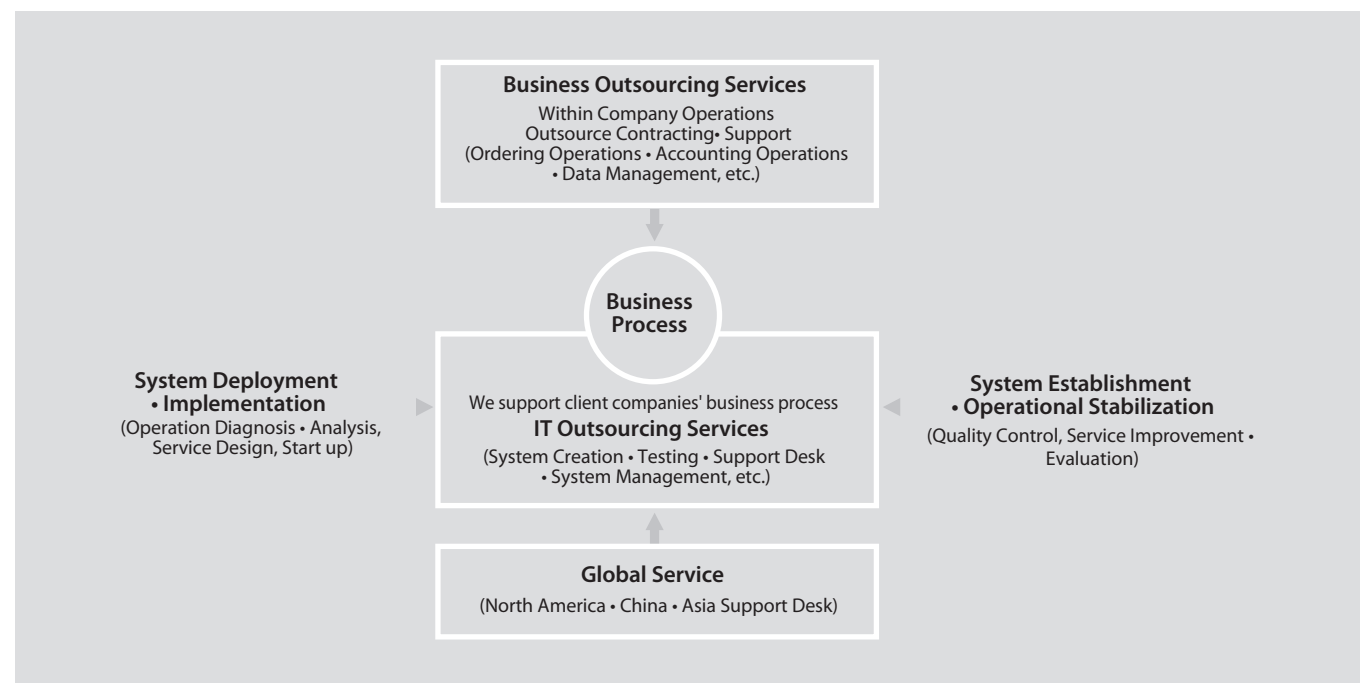 Business Outsourcing Services
Within Company Operations
Outsource Contracting• Support
(Ordering Operations • Accounting Operations
• Data Management, etc.)
Business
Process
System Deployment
• Implementation
(Operation Diagnosis • Analysis,
Service Design, Start up)
We support client companies' business process
IT Outsourcing Services
(System Creation • Testing • Support Desk
• System Management, etc.)
System Establishment
• Operational Stabilization
(Quality Control, Service Improvement •
Evaluation)
Global Service
(North America • China • Asia Support Desk)